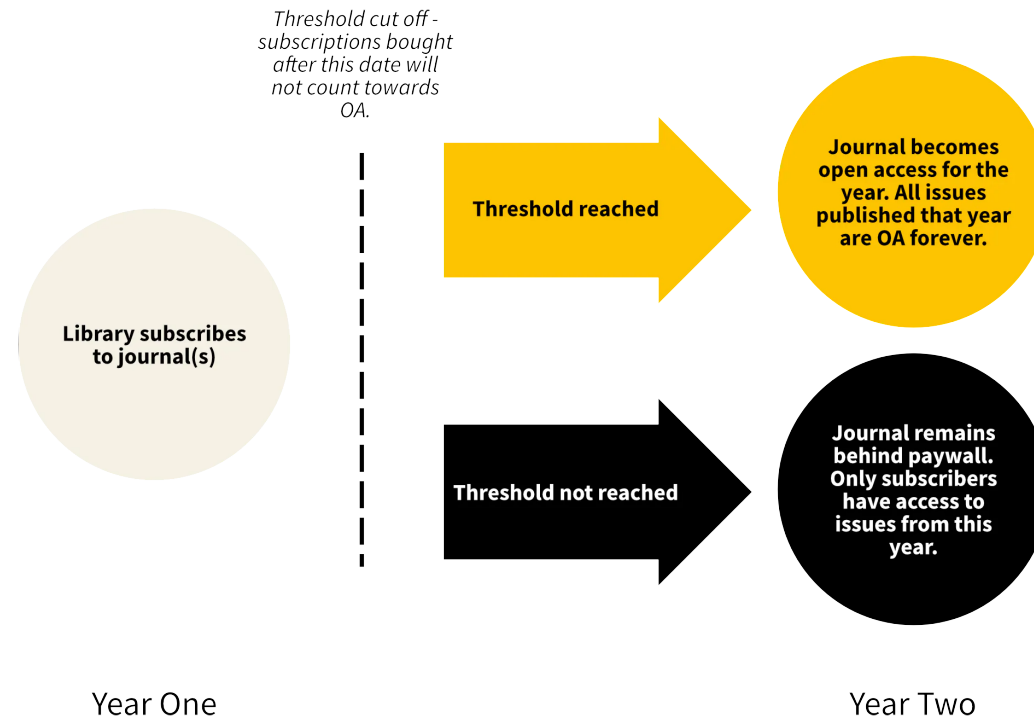 Threshold cut off -
subscriptions bought
after this date will
not count towards
OA.
Library subscribes
to journal(s)
Threshold reached
Journal becomes
open access for the
year. All issues
published that year
are OA forever.
Threshold not reached
Journal remains
behind paywall.
Only subscribers
have access to
issues from this
year.
Year One
Year Two